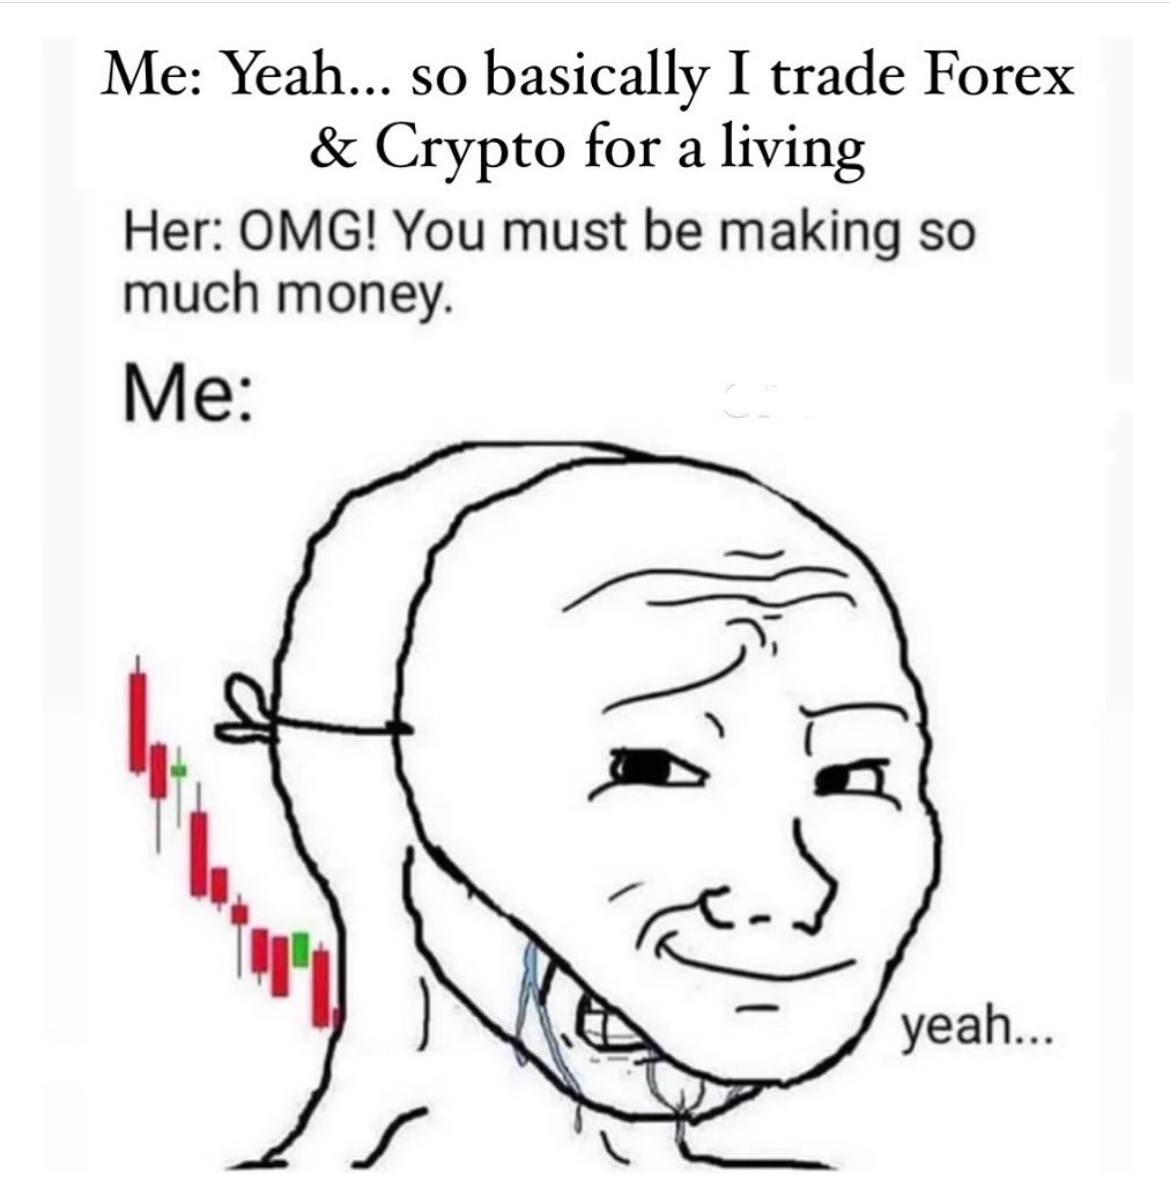 Me: Yeah... so basically I trade Forex
& Crypto for a living
Her: OMG! You must be making so
much money.
Me:
yeah...